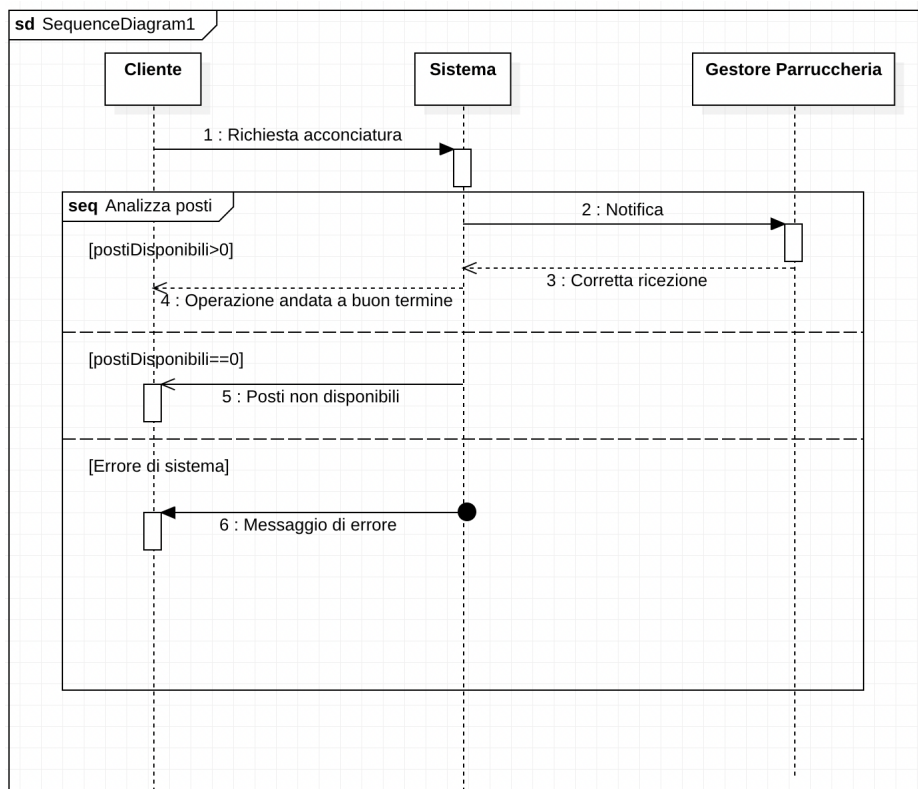 sd SequenceDiagram1
Cliente
Sistema
Gestore Parruccheria
1 : Richiesta acconciatura
seq Analizza posti
2 : Notifica
[postiDisponibili>0]
3 : Corretta ricezione
4 : Operazione andata a buon termine
[postiDisponibili==0]
5 : Posti non disponibili
[Errore di sistema]
6 : Messaggio di errore